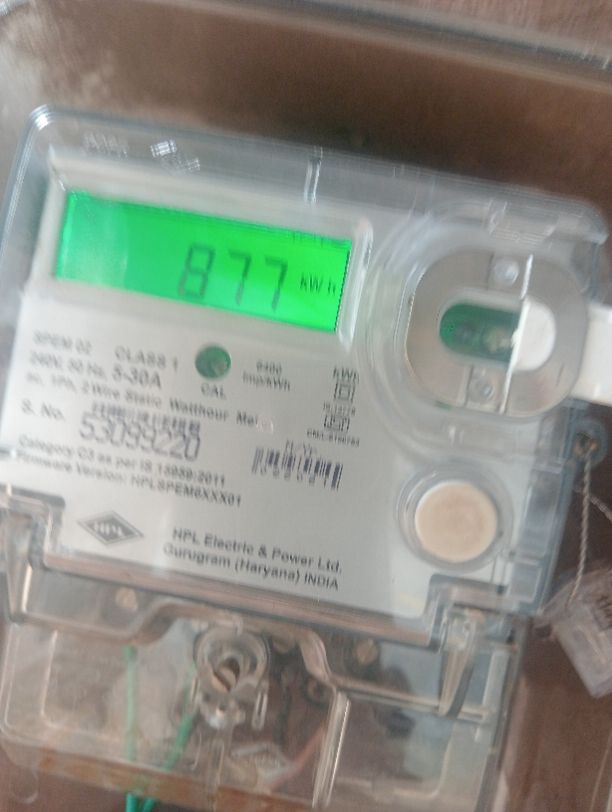 877 kWh
SPEM 02 CLASS 1
240V, 50 Hz, 5-30A
CAL
imp/kWh
ac, 1Ph, 2 Wire Static Watthour Meter
kWh
S. No.
53099220
Category C3 as per IS 13959:2011
Firmware Version: HPLSPEM6XXX01
HPL
HPL Electric & Power Ltd.
Gurugram (Haryana) INDIA